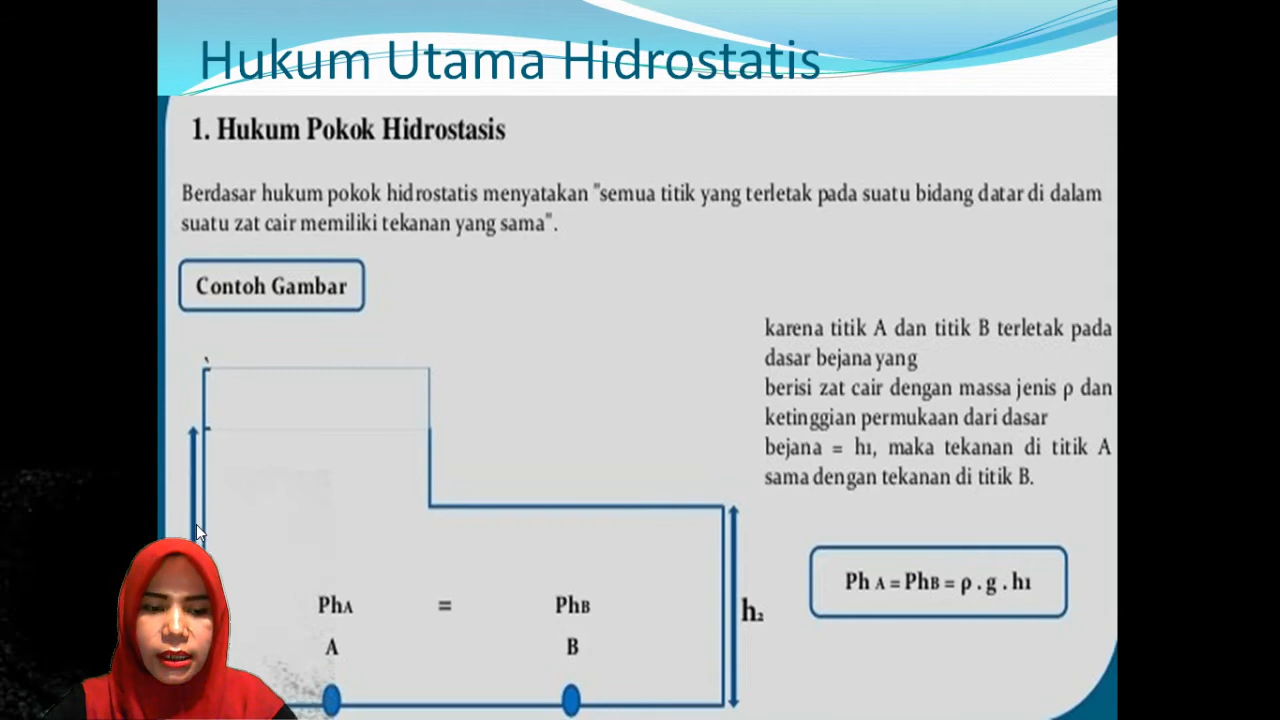 Hukum Utama Hidrostatis
1. Hukum Pokok Hidrostasis
Berdasar hukum pokok hidrostatis menyatakan "semua titik yang terletak pada suatu bidang datar di dalam
suatu zat cair memiliki tekanan yang sama".
Contoh Gambar
karena titik A dan titik B terletak pada
dasar bejana yang
berisi zat cair dengan massa jenis ρ dan
ketinggian permukaan dari dasar
bejana = h1, maka tekanan di titik A
sama dengan tekanan di titik B.
PhA = PhB
A B
h2
Ph A = PhB = ρ . g . h1